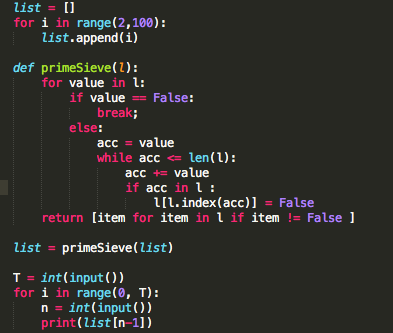 list = []
for i in range(2,100):
    list.append(i)

def primeSieve(l):
    for value in l:
        if value == False:
            break;
        else:
            acc = value
            while acc <= len(l):
                acc += value
                if acc in l :
                    l[l.index(acc)] = False
    return [item for item in l if item != False ]

list = primeSieve(list)

T = int(input())
for i in range(0, T):
    n = int(input())
    print(list[n-1])